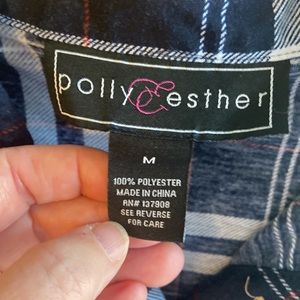 polly & esther
M
100% POLYESTER
MADE IN CHINA
RN# 137908
SEE REVERSE
FOR CARE